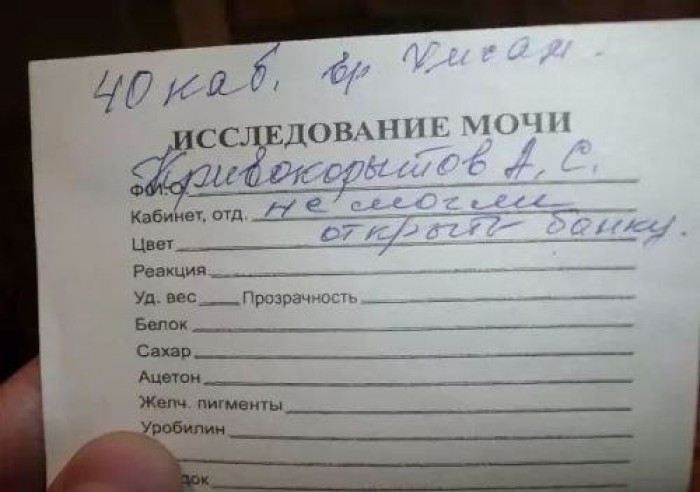 40 каб. вр
ИССЛЕДОВАНИЕ МОЧИ
Ф. Кривокорытов А. С.
Кабинет, отд. не могли
Цвет открыть банку.
Реакция
Уд. вес Прозрачность
Белок
Сахар
Ацетон
Желч. пигменты
Уробилин